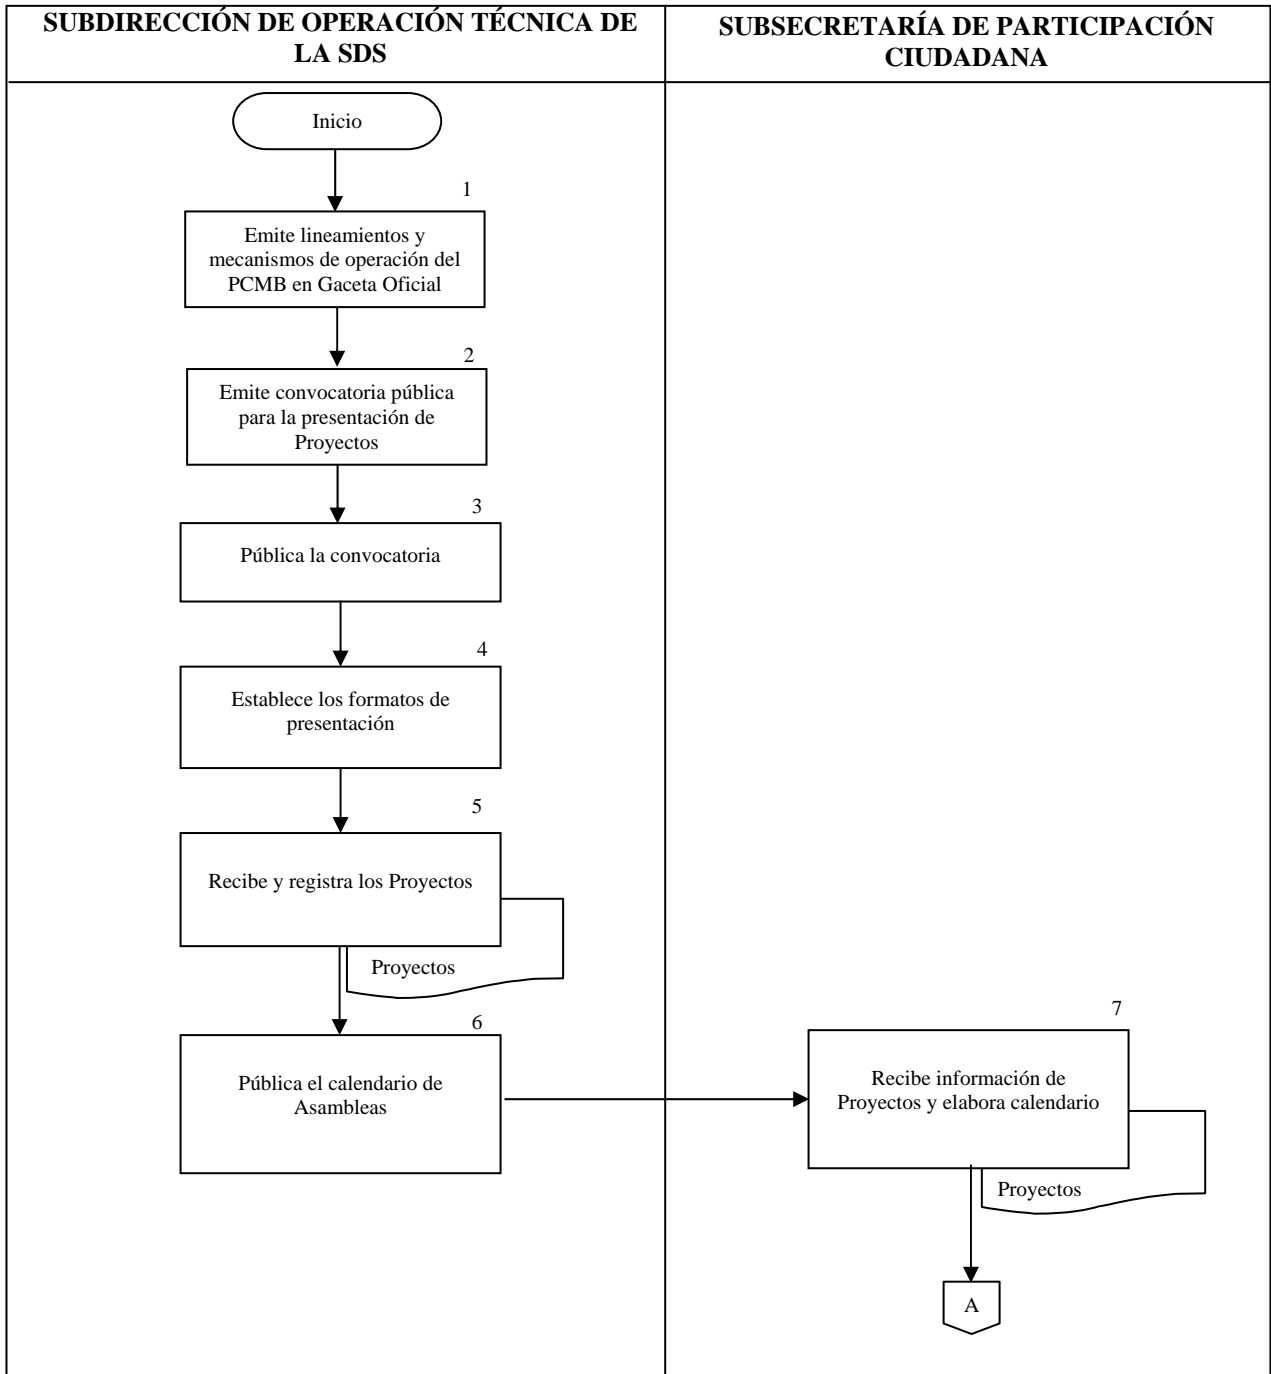 SUBDIRECCIÓN DE OPERACIÓN TÉCNICA DE
LA SDS
SUBSECRETARÍA DE PARTICIPACIÓN
CIUDADANA
Inicio
1
Emite lineamientos y
mecanismos de operación del
PCMB en Gaceta Oficial
2
Emite convocatoria pública
para la presentación de
Proyectos
3
Pública la convocatoria
4
Establece los formatos de
presentación
5
Recibe y registra los Proyectos
Proyectos
6
Pública el calendario de
Asambleas
7
Recibe información de
Proyectos y elabora calendario
Proyectos
A